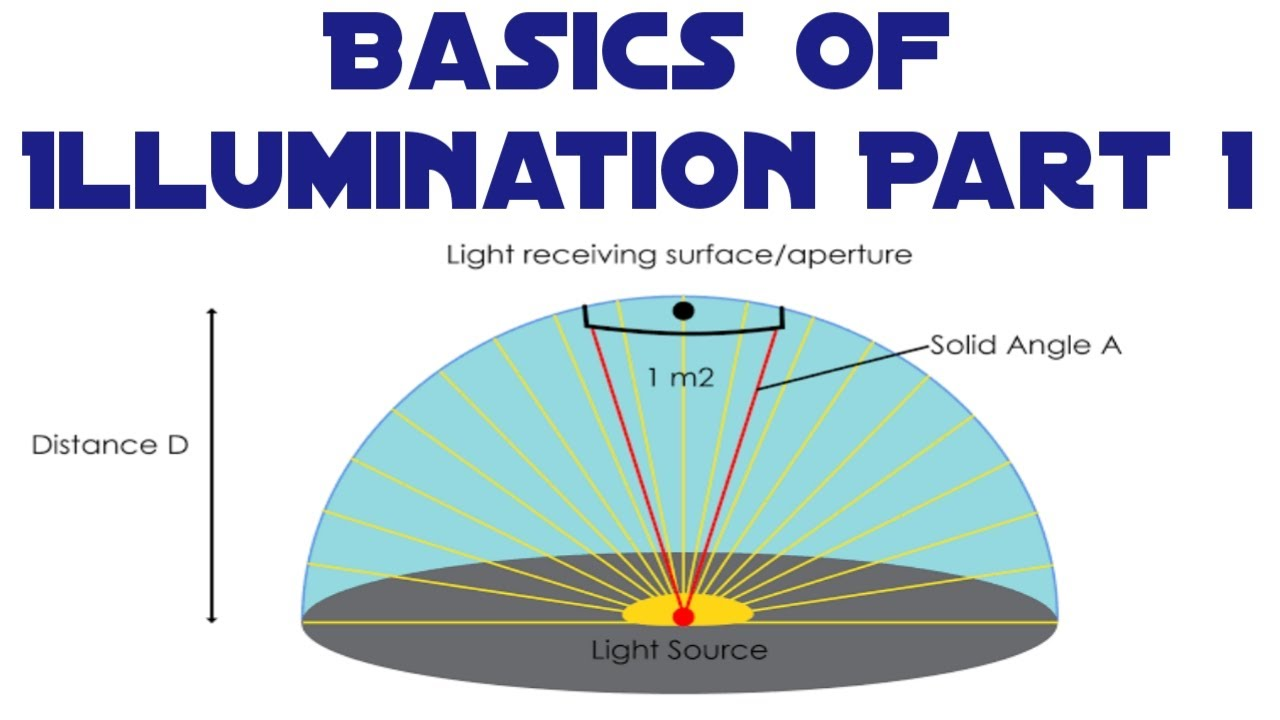 BASICS OF
ILLUMINATION PART 1
Light receiving surface/aperture
Solid Angle A
1 m2
Distance D
Light Source